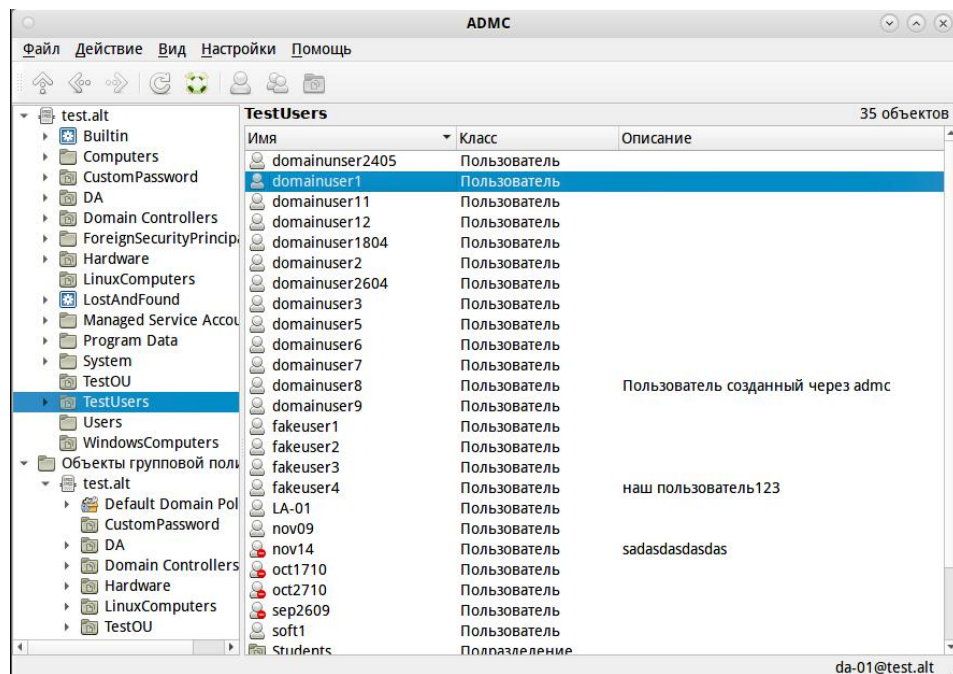 ADMC
Файл Действие Вид Настройки Помощь
test.alt
Builtin
Computers
CustomPassword
DA
Domain Controllers
ForeignSecurityPrincipa
Hardware
LinuxComputers
LostAndFound
Managed Service Accou
Program Data
System
TestOU
TestUsers
Users
WindowsComputers
Объекты групповой поли
test.alt
Default Domain Pol
CustomPassword
DA
Domain Controllers
Hardware
LinuxComputers
TestOU
TestUsers 35 объектов
Имя Класс Описание
domainunser2405 Пользователь
domainuser1 Пользователь
domainuser11 Пользователь
domainuser12 Пользователь
domainuser1804 Пользователь
domainuser2 Пользователь
domainuser2604 Пользователь
domainuser3 Пользователь
domainuser5 Пользователь
domainuser6 Пользователь
domainuser7 Пользователь
domainuser8 Пользователь Пользователь созданный через admc
domainuser9 Пользователь
fakeuser1 Пользователь
fakeuser2 Пользователь
fakeuser3 Пользователь
fakeuser4 Пользователь наш пользователь123
LA-01 Пользователь
nov09 Пользователь
nov14 Пользователь sadasdasdasdas
oct1710 Пользователь
oct2710 Пользователь
sep2609 Пользователь
soft1 Пользователь
Students Подразделение
da-01@test.alt